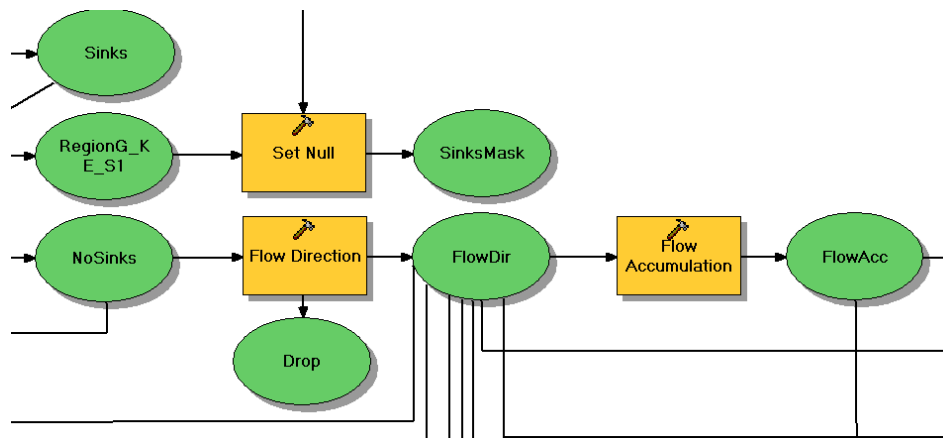 Sinks
RegionG_K
E_S1
Set Null
SinksMask
NoSinks
Flow Direction
FlowDir
Flow
Accumulation
FlowAcc
Drop